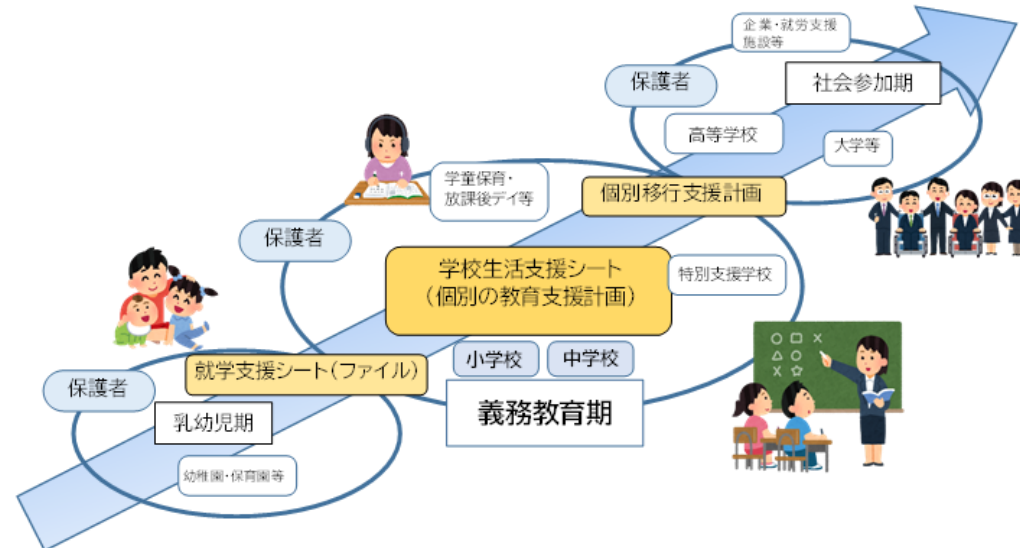 企業・就労支援
施設等
保護者
社会参加期
高等学校
大学等
学童保育・
放課後デイ等
個別移行支援計画
保護者
学校生活支援シート
（個別の教育支援計画）
特別支援学校
小学校
中学校
就学支援シート（ファイル）
保護者
義務教育期
乳幼児期
幼稚園・保育園等